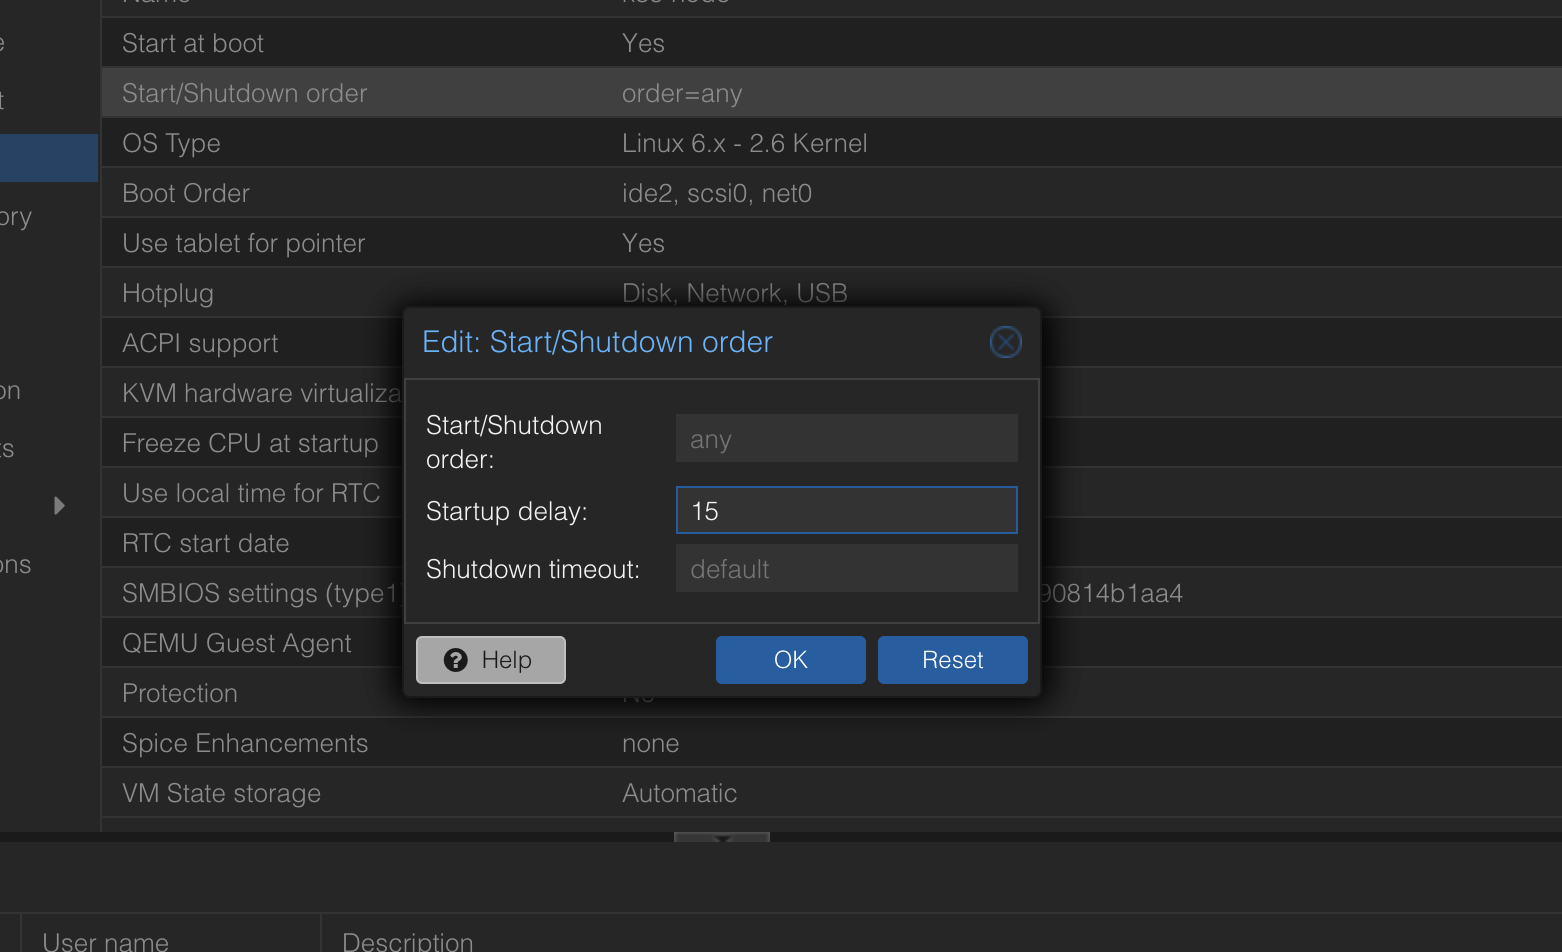 Start at boot Yes
Start/Shutdown order order=any
OS Type Linux 6.x - 2.6 Kernel
Boot Order ide2, scsi0, net0
Use tablet for pointer Yes
Hotplug Disk, Network, USB
ACPI support
KVM hardware virtualiza
Freeze CPU at startup
Use local time for RTC
RTC start date
SMBIOS settings (type1) 90814b1aa4
QEMU Guest Agent
Protection No
Spice Enhancements none
VM State storage Automatic
ory
on
ts
ons
Edit: Start/Shutdown order
Start/Shutdown
order:
any
Startup delay: 15
Shutdown timeout: default
Help OK Reset
User name Description